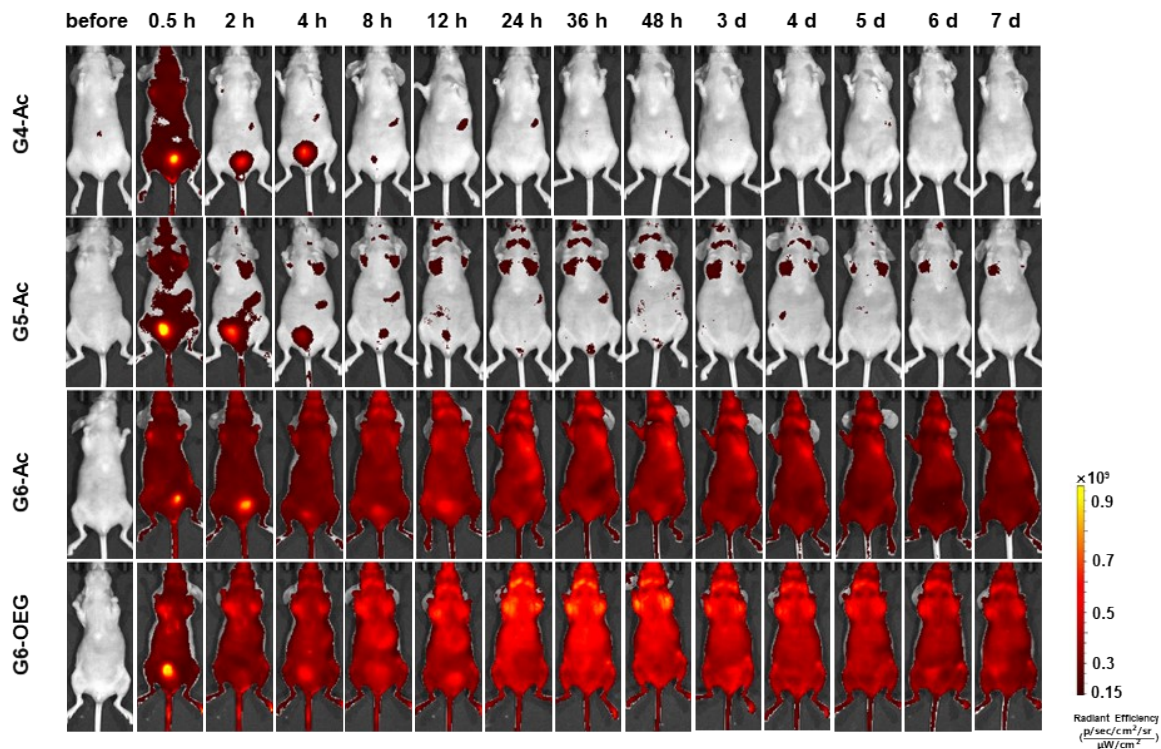 before 0.5 h 2 h 4 h 8 h 12 h 24 h 36 h 48 h 3 d 4 d 5 d 6 d 7 d
G4-Ac
G5-Ac
G6-Ac
G6-OEG
×10⁹
0.9
0.7
0.5
0.3
0.15
Radiant Efficiency
(p/sec/cm²/sr
μW/cm²)